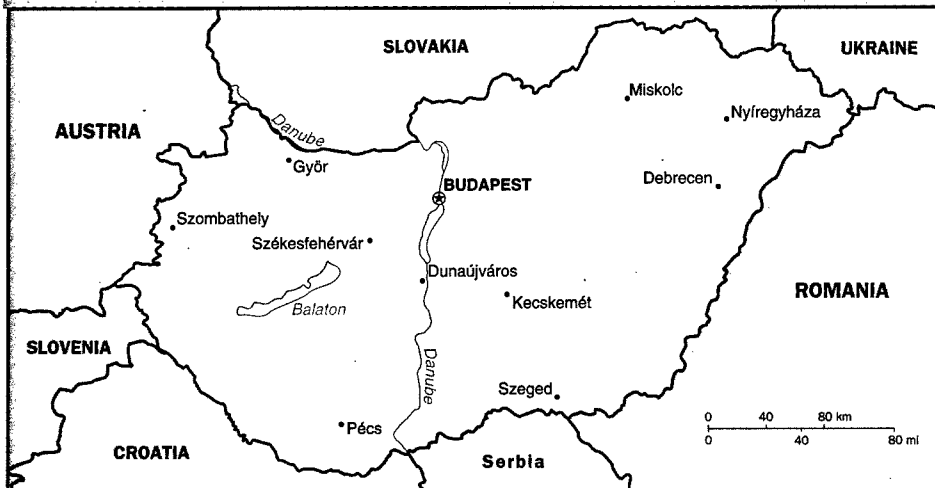 SLOVAKIA
UKRAINE
Miskolc
Nyíregyháza
AUSTRIA
Danube
Györ
Debrecen
BUDAPEST
Szombathely
Székesfehérvár
Dunaújváros
ROMANIA
Kecskemét
Balaton
SLOVENIA
Danube
Szeged
0 40 80 km
0 40 80 mi
Pécs
CROATIA
Serbia